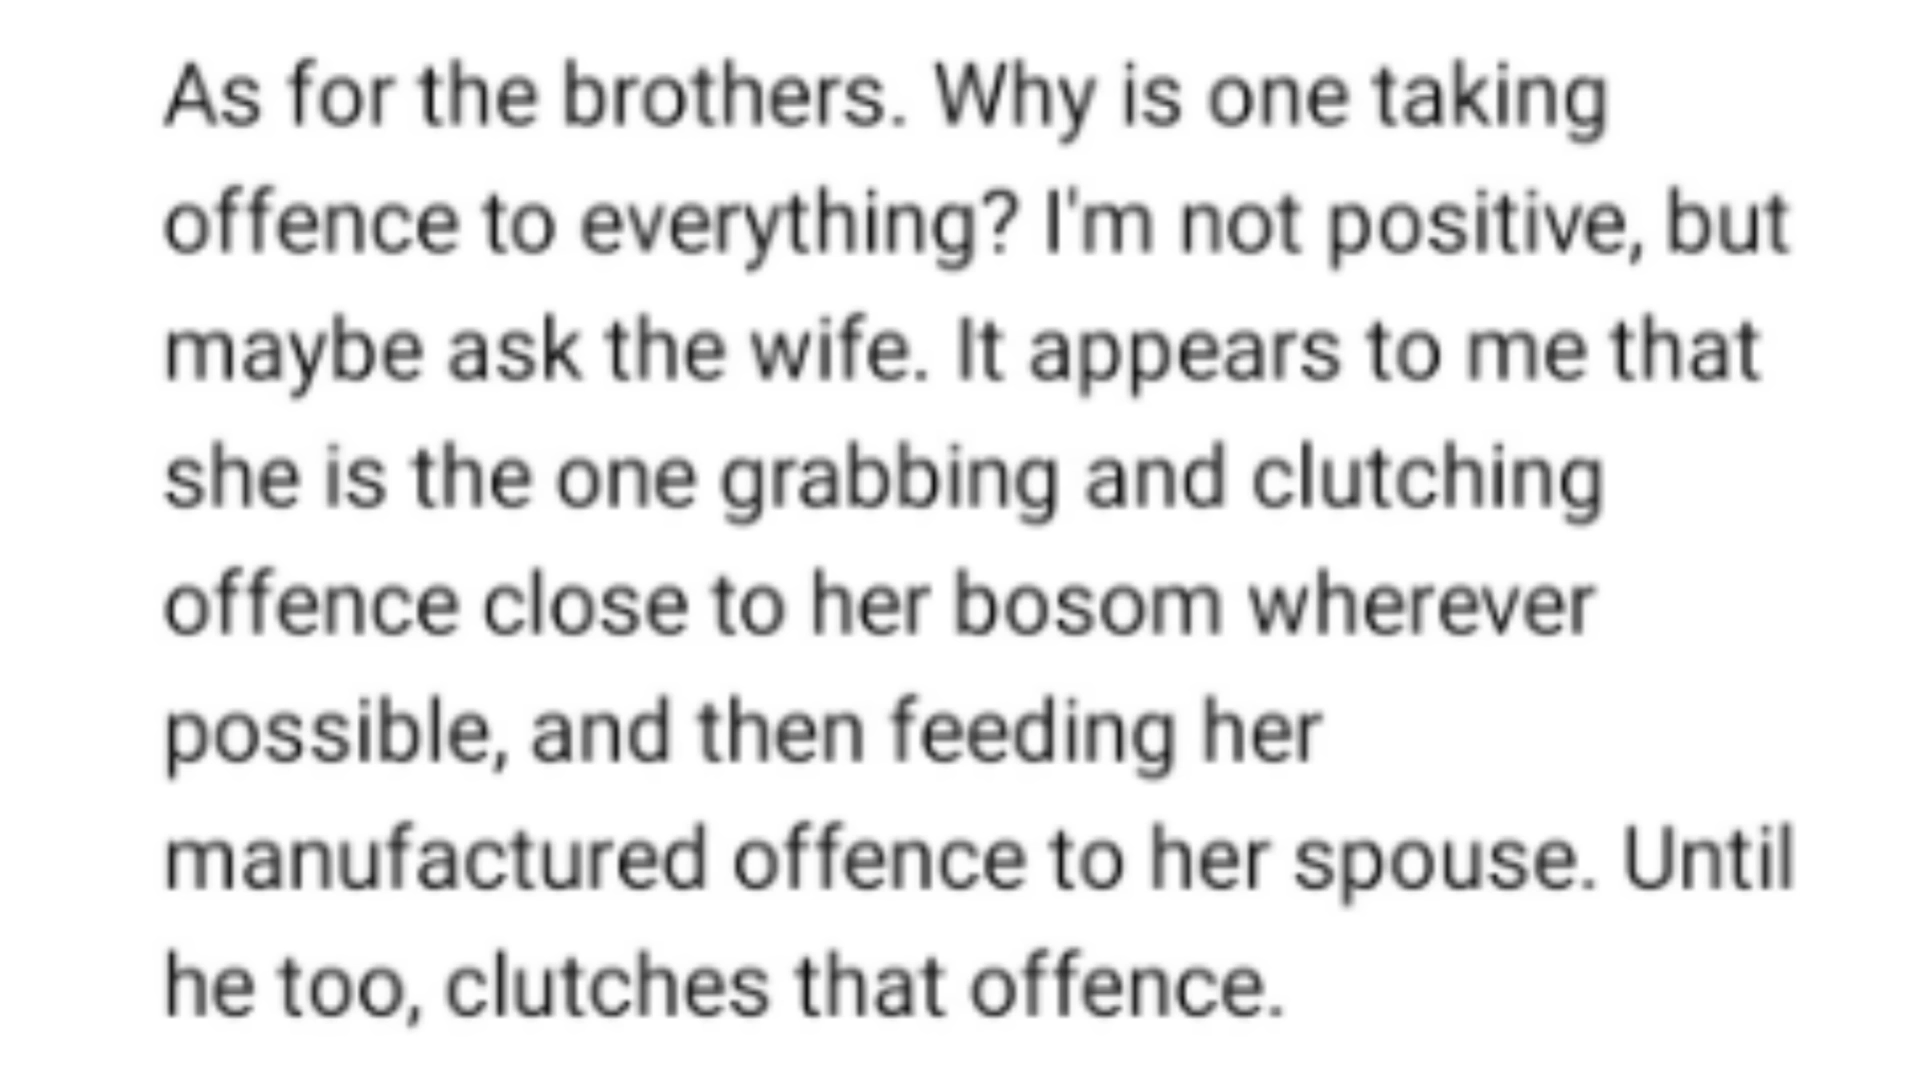 As for the brothers. Why is one taking
offence to everything? I'm not positive, but
maybe ask the wife. It appears to me that
she is the one grabbing and clutching
offence close to her bosom wherever
possible, and then feeding her
manufactured offence to her spouse. Until
he too, clutches that offence.